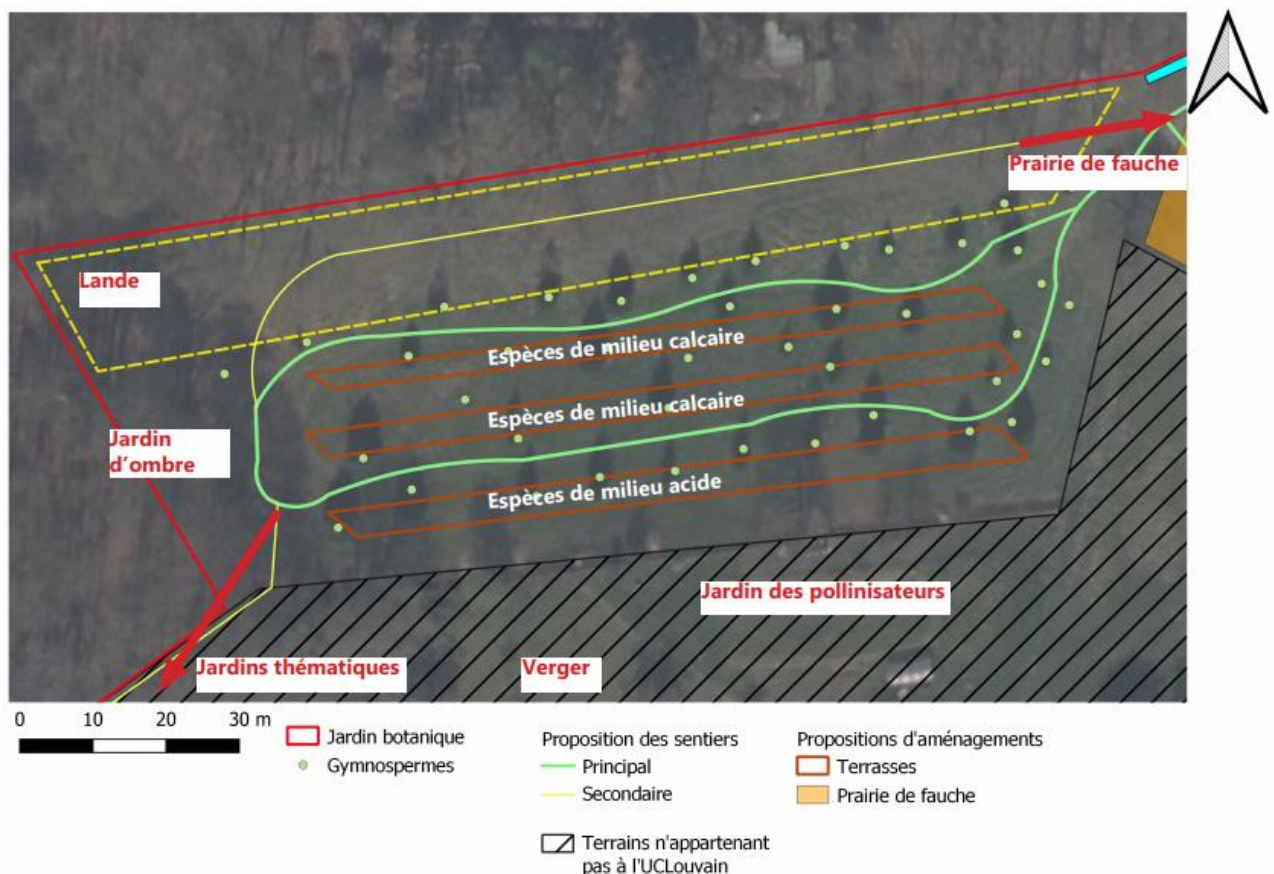 Prairie de fauche
Lande
Espèces de milieu calcaire
Espèces de milieu calcaire
Jardin
d'ombre
Espèces de milieu acide
Jardin des pollinisateurs
Jardins thématiques
Verger
0 10 20 30 m
Jardin botanique
Gymnospermes
Proposition des sentiers
Principal
Secondaire
Terrains n'appartenant
pas à l'UCLouvain
Propositions d'aménagements
Terrasses
Prairie de fauche